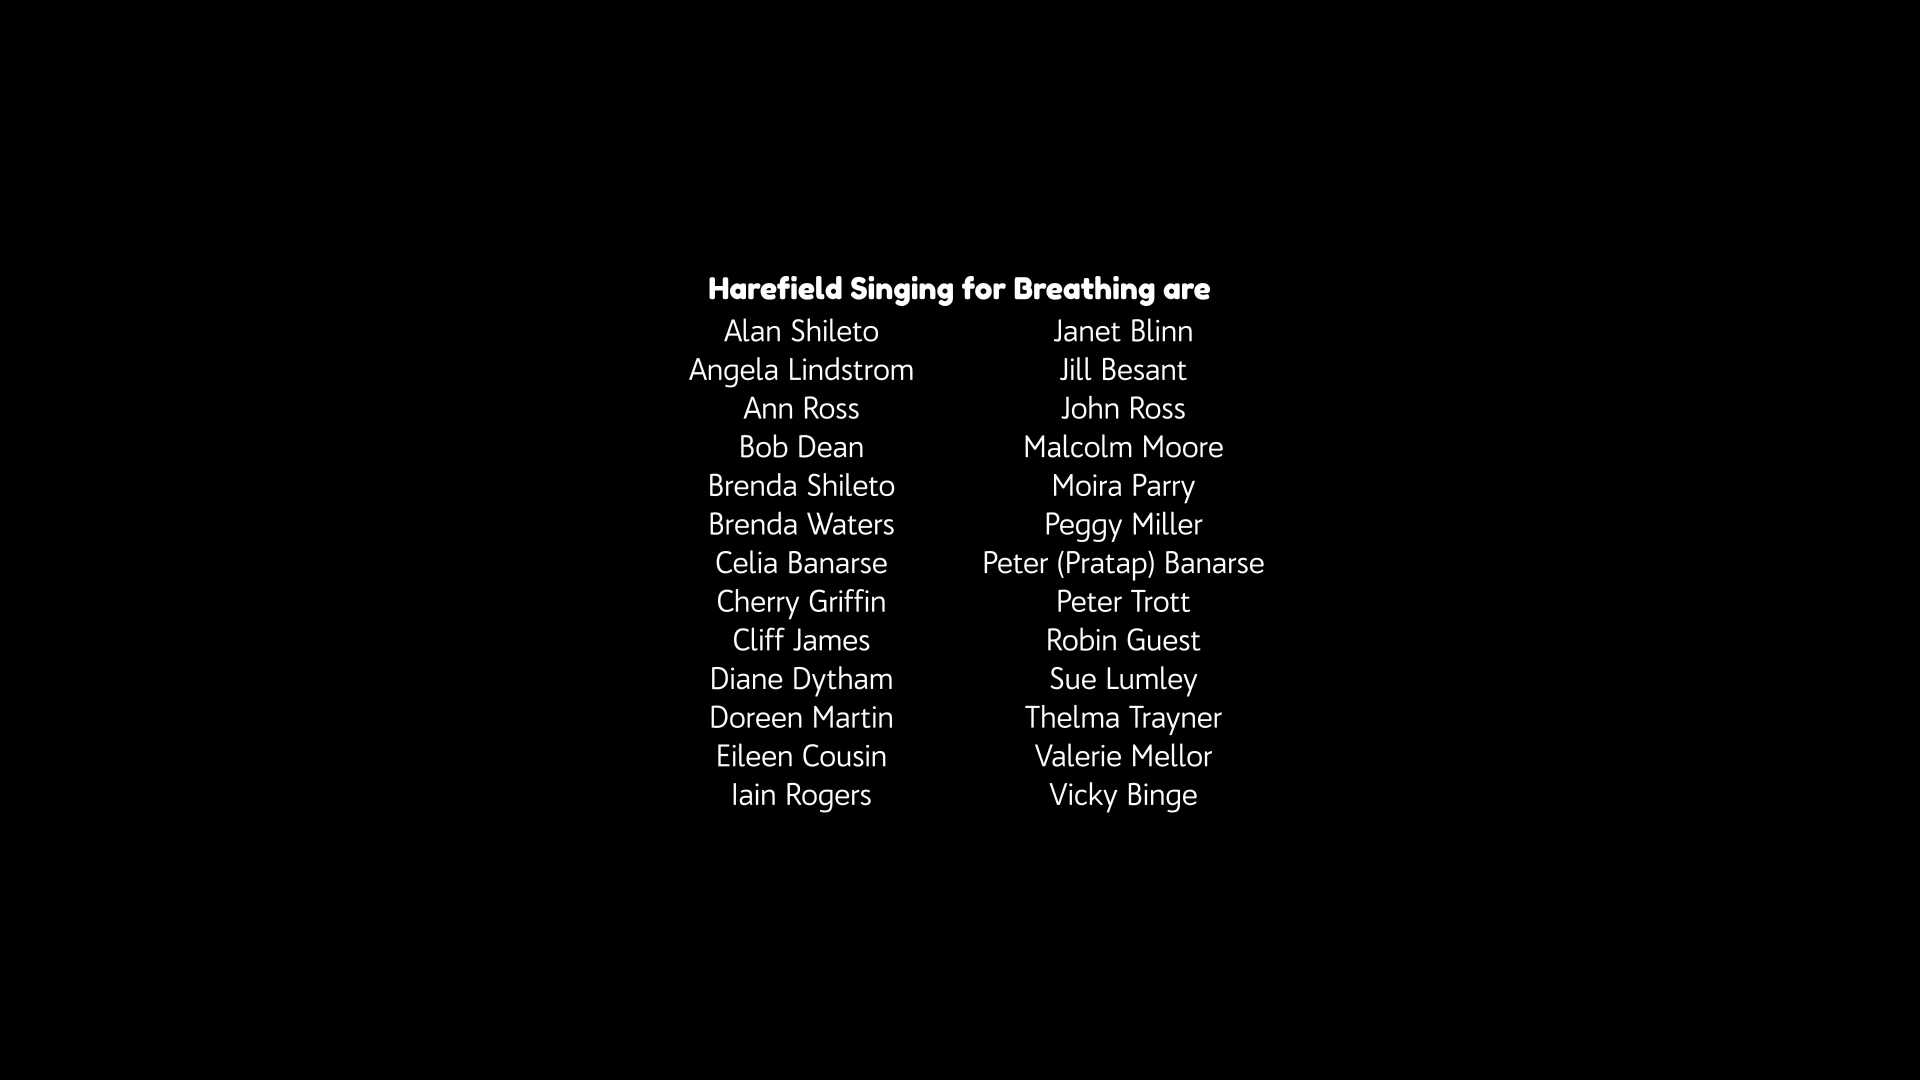 Harefield Singing for Breathing are
Alan Shileto
Angela Lindstrom
Ann Ross
Bob Dean
Brenda Shileto
Brenda Waters
Celia Banarse
Cherry Griffin
Cliff James
Diane Dytham
Doreen Martin
Eileen Cousin
Iain Rogers
Janet Blinn
Jill Besant
John Ross
Malcolm Moore
Moira Parry
Peggy Miller
Peter (Pratap) Banarse
Peter Trott
Robin Guest
Sue Lumley
Thelma Trayner
Valerie Mellor
Vicky Binge